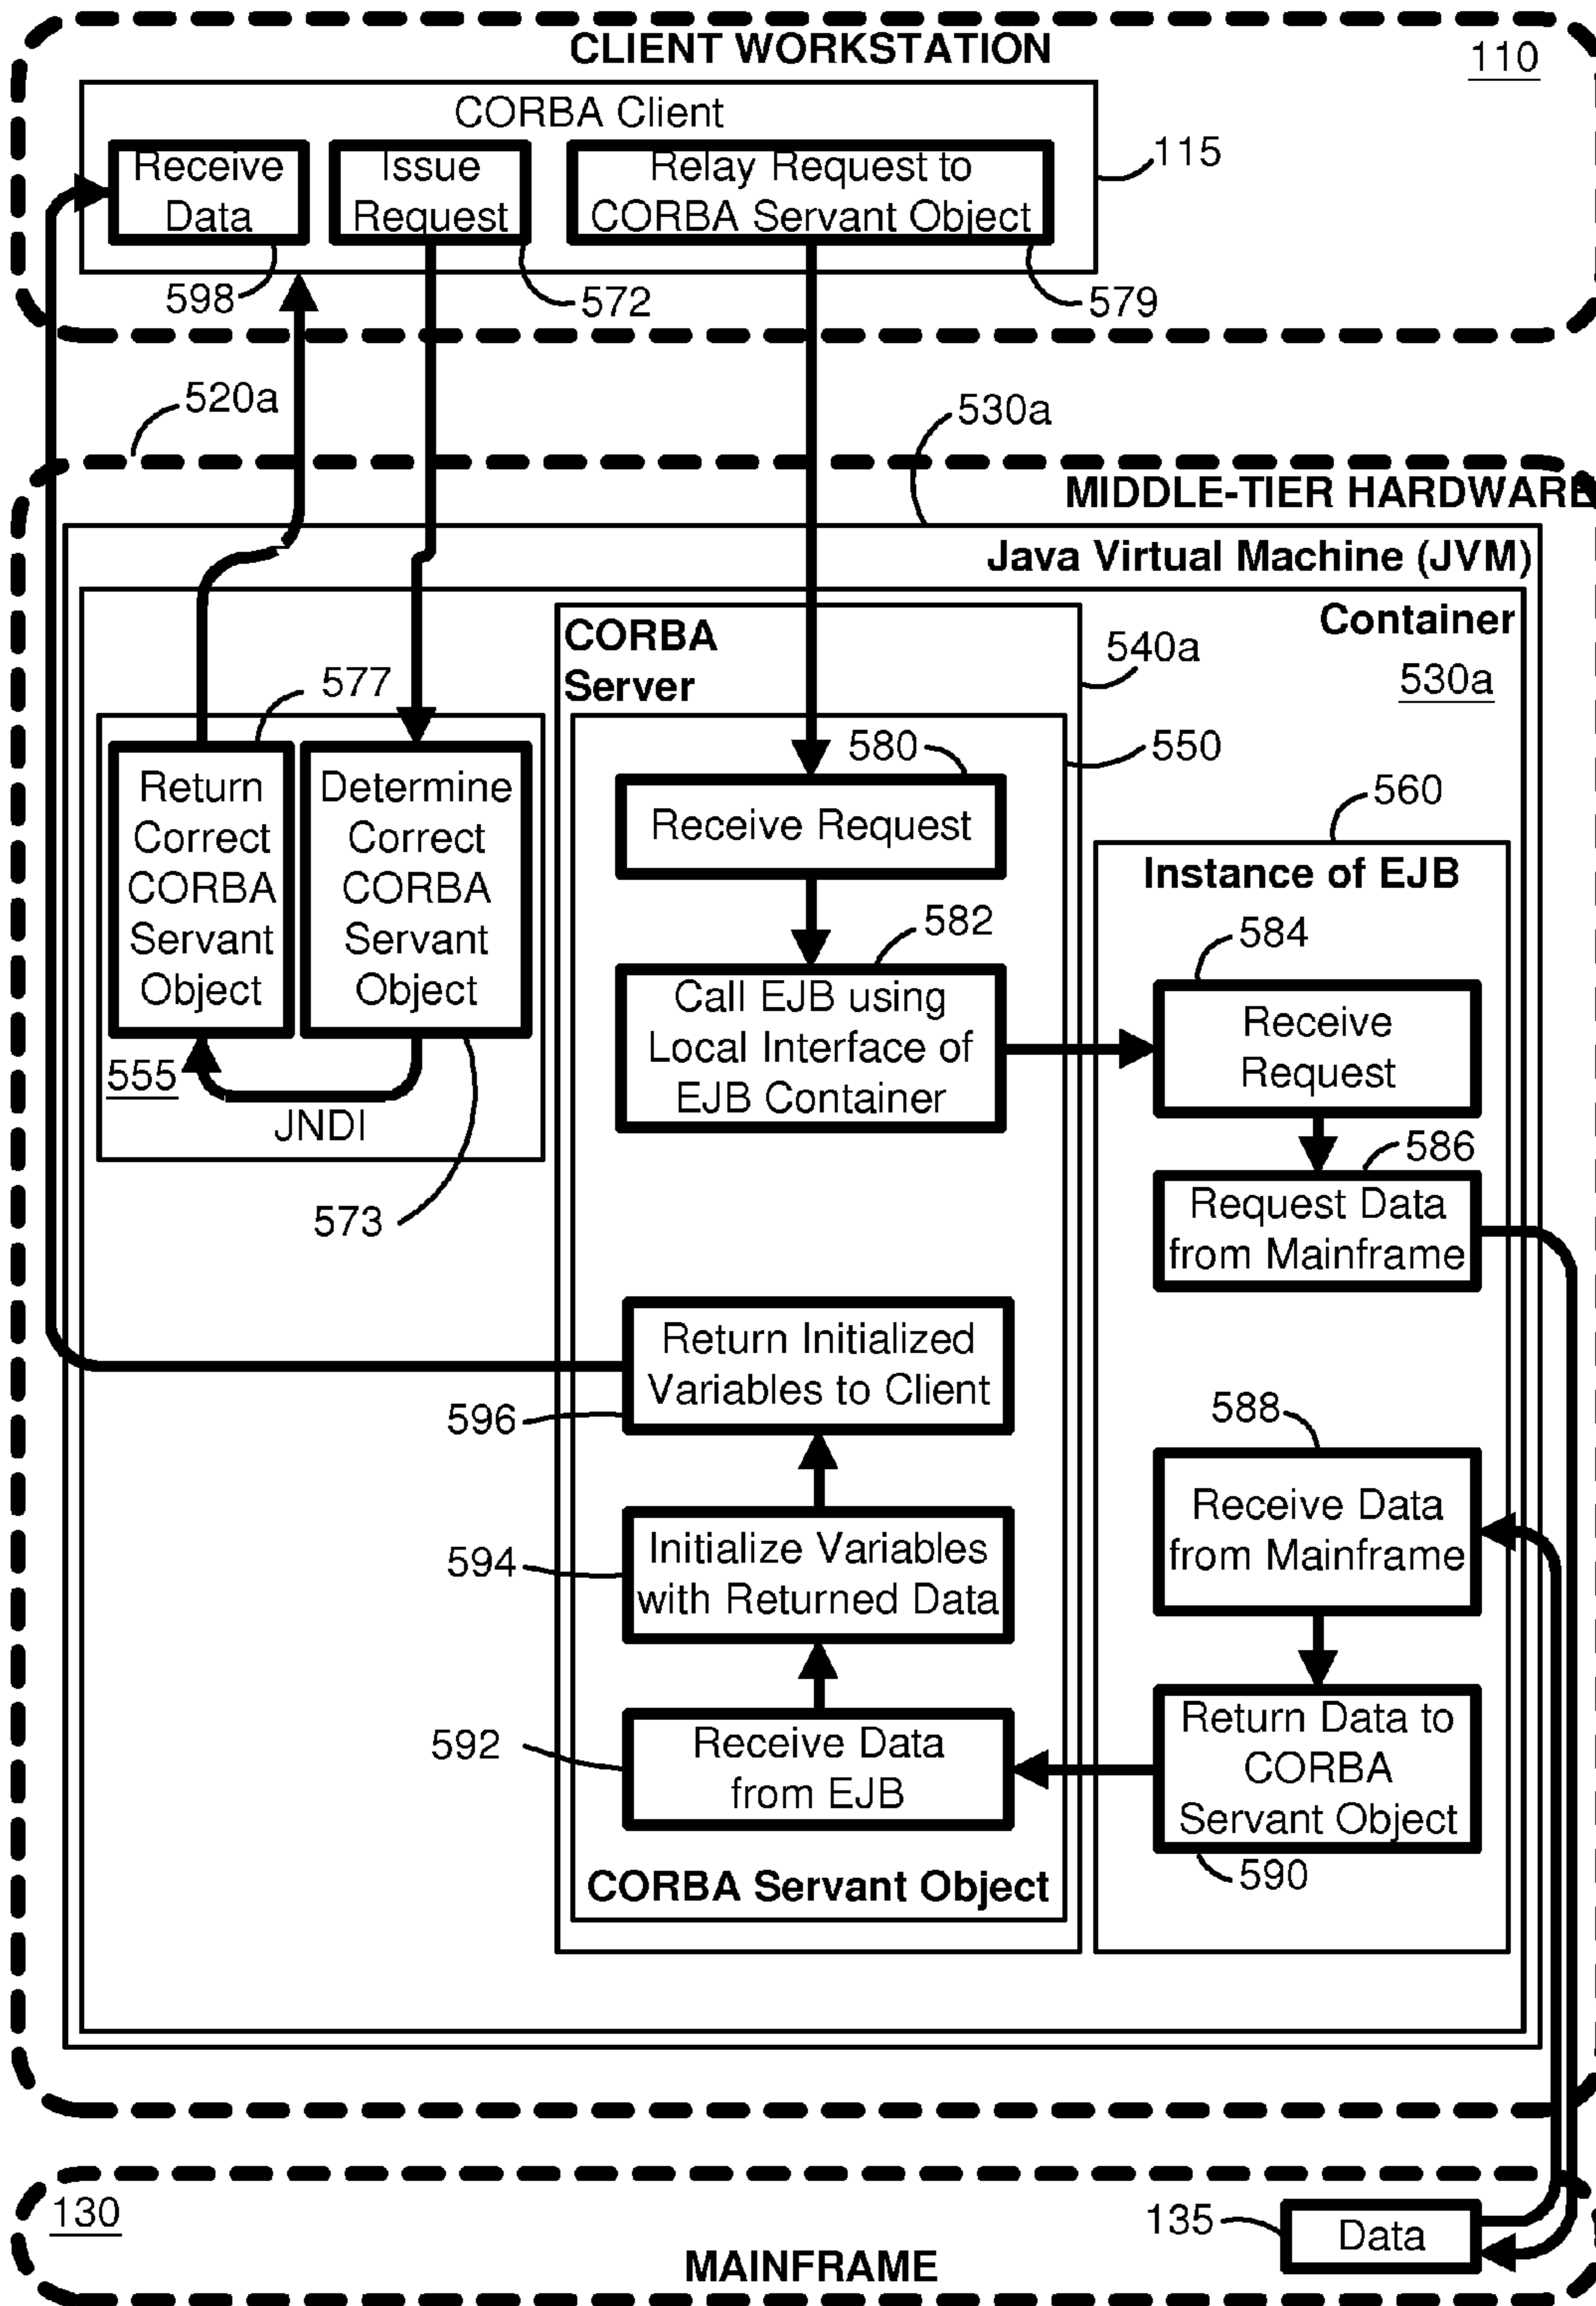 CLIENT WORKSTATION
110
CORBA Client
115
Receive
Data
Issue
Request
Relay Request to
CORBA Servant Object
598
572
579
520a
530a
MIDDLE-TIER HARDWARE
Java Virtual Machine (JVM)
Container
530a
CORBA
Server
540a
550
577
Return
Correct
CORBA
Servant
Object
Determine
Correct
CORBA
Servant
Object
555
JNDI
573
580
Receive Request
582
Call EJB using
Local Interface of
EJB Container
560
Instance of EJB
584
Receive
Request
586
Request Data
from Mainframe
Return Initialized
Variables to Client
596
588
Receive Data
from Mainframe
594
Initialize Variables
with Returned Data
592
Receive Data
from EJB
Return Data to
CORBA
Servant Object
590
CORBA Servant Object
130
135
Data
MAINFRAME